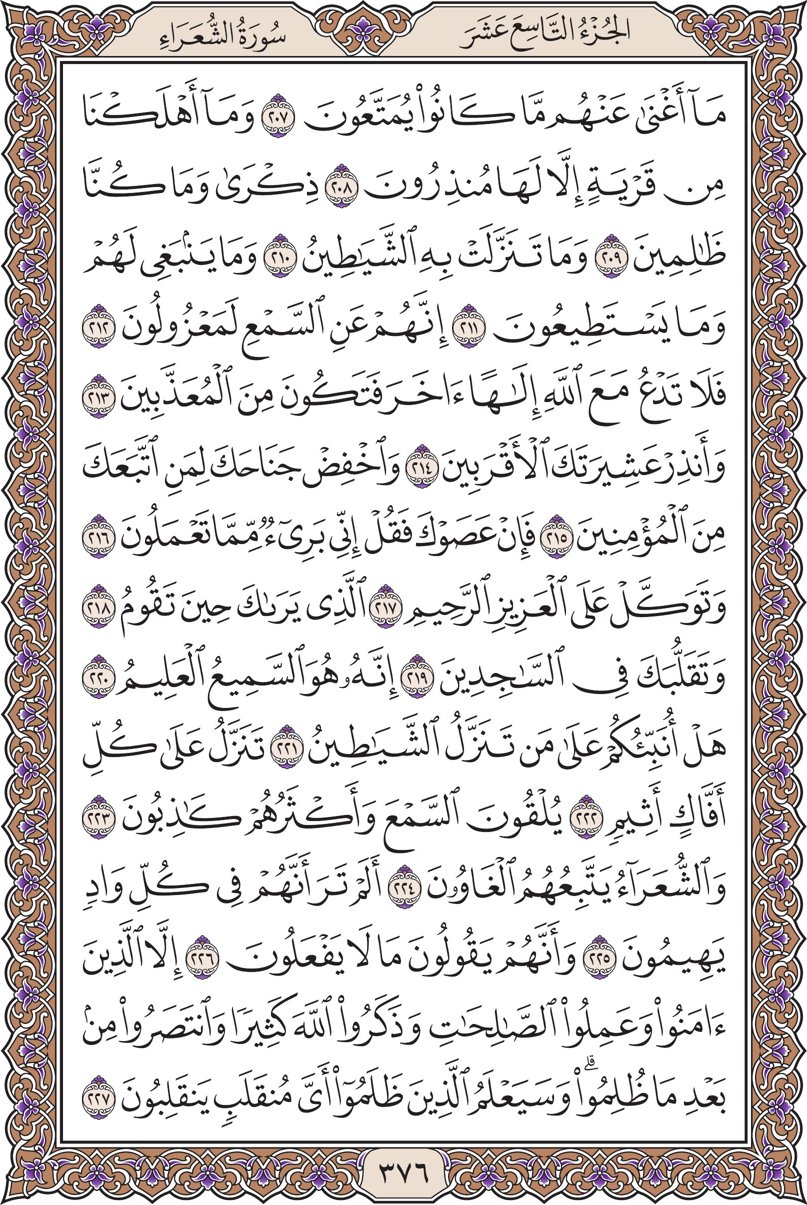 الجُزْءُ التَّاسِعَ عَشَرَ
سُورَةُ الشُّعَرَاءِ
مَآ أَغْنَىٰ عَنْهُم مَّا كَانُوا۟ يُمَتَّعُونَ ٢٠٧ وَمَآ أَهْلَكْنَا
مِن قَرْيَةٍ إِلَّا لَهَا مُنذِرُونَ ٢٠٨ ذِكْرَىٰ وَمَا كُنَّا
ظَٰلِمِينَ ٢٠٩ وَمَا تَنَزَّلَتْ بِهِ ٱلشَّيَٰطِينُ ٢١٠ وَمَا يَنۢبَغِى لَهُمْ
وَمَا يَسْتَطِيعُونَ ٢١١ إِنَّهُمْ عَنِ ٱلسَّمْعِ لَمَعْزُولُونَ ٢١٢
فَلَا تَدْعُ مَعَ ٱللَّهِ إِلَٰهًا ءَاخَرَ فَتَكُونَ مِنَ ٱلْمُعَذَّبِينَ ٢١٣
وَأَنذِرْ عَشِيرَتَكَ ٱلْأَقْرَبِينَ ٢١٤ وَٱخْفِضْ جَنَاحَكَ لِمَنِ ٱتَّبَعَكَ
مِنَ ٱلْمُؤْمِنِينَ ٢١٥ فَإِنْ عَصَوْكَ فَقُلْ إِنِّى بَرِىٓءٌ مِّمَّا تَعْمَلُونَ ٢١٦
وَتَوَكَّلْ عَلَى ٱلْعَزِيزِ ٱلرَّحِيمِ ٢١٧ ٱلَّذِى يَرَىٰكَ حِينَ تَقُومُ ٢١٨
وَتَقَلُّبَكَ فِى ٱلسَّٰجِدِينَ ٢١٩ إِنَّهُۥ هُوَ ٱلسَّمِيعُ ٱلْعَلِيمُ ٢٢٠
هَلْ أُنَبِّئُكُمْ عَلَىٰ مَن تَنَزَّلُ ٱلشَّيَٰطِينُ ٢٢١ تَنَزَّلُ عَلَىٰ كُلِّ
أَفَّاكٍ أَثِيمٍ ٢٢٢ يُلْقُونَ ٱلسَّمْعَ وَأَكْثَرُهُمْ كَٰذِبُونَ ٢٢٣
وَٱلشُّعَرَآءُ يَتَّبِعُهُمُ ٱلْغَاوُۥنَ ٢٢٤ أَلَمْ تَرَ أَنَّهُمْ فِى كُلِّ وَادٍ
يَهِيمُونَ ٢٢٥ وَأَنَّهُمْ يَقُولُونَ مَا لَا يَفْعَلُونَ ٢٢٦ إِلَّا ٱلَّذِينَ
ءَامَنُوا۟ وَعَمِلُوا۟ ٱلصَّٰلِحَٰتِ وَذَكَرُوا۟ ٱللَّهَ كَثِيرًا وَٱنتَصَرُوا۟ مِنۢ
بَعْدِ مَا ظُلِمُوا۟ ۗ وَسَيَعْلَمُ ٱلَّذِينَ ظَلَمُوٓا۟ أَىَّ مُنقَلَبٍ يَنقَلِبُونَ ٢٢٧
٣٧٦